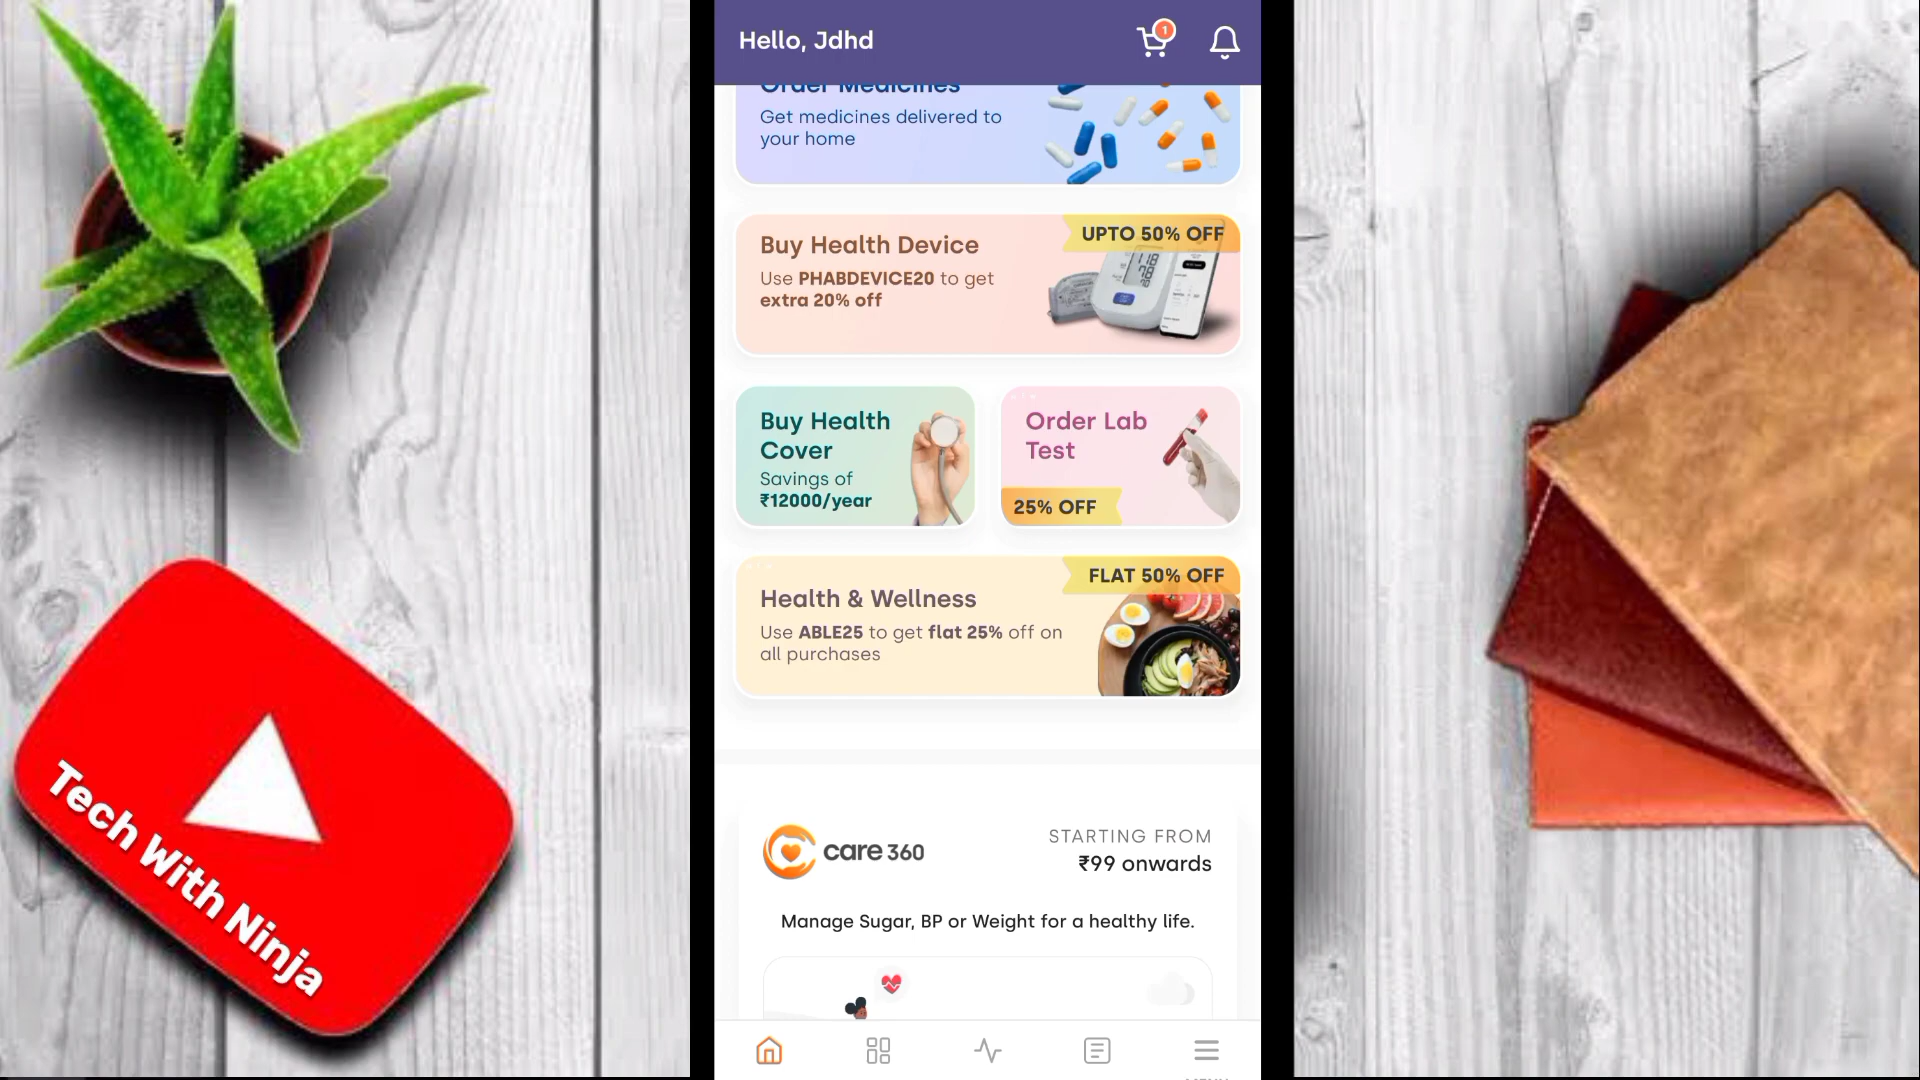 Hello, Jdhd
1
Order Medicines
Get medicines delivered to
your home
UPTO 50% OFF
Buy Health Device
Use PHABDEVICE20 to get
extra 20% off
Buy Health
Cover
Savings of
₹12000/year
Order Lab
Test
25% OFF
FLAT 50% OFF
Health & Wellness
Use ABLE25 to get flat 25% off on
all purchases
care 360
STARTING FROM
₹99 onwards
Manage Sugar, BP or Weight for a healthy life.
Tech With Ninja